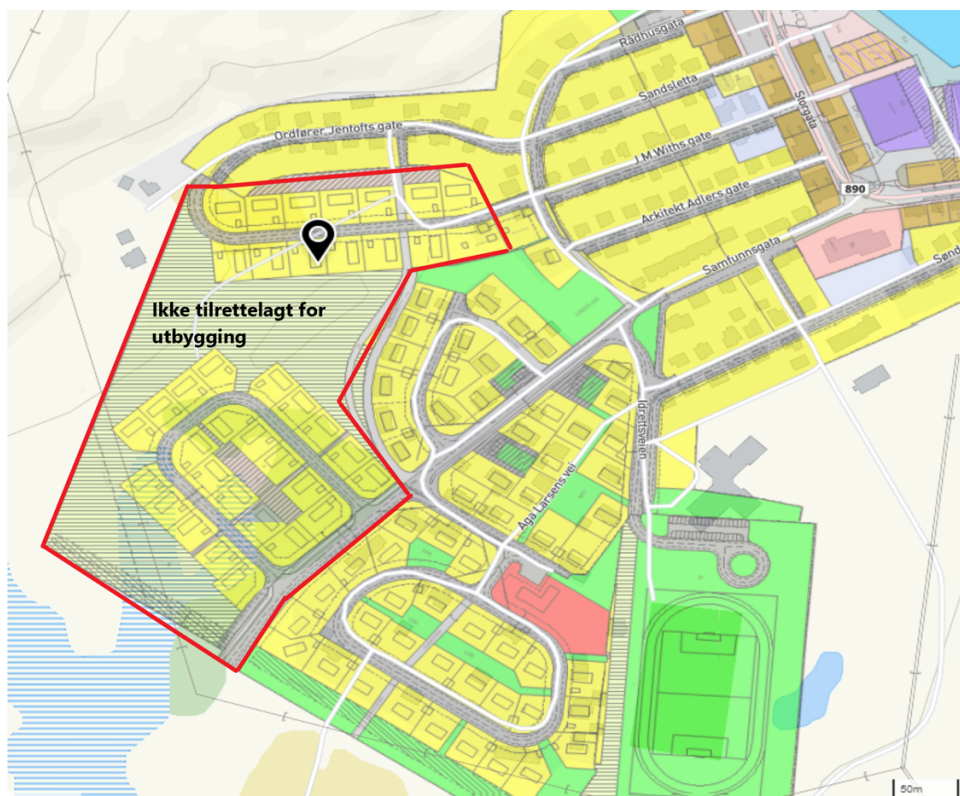 Rådhusgata
Sandsletta
Storgata
Ordfører Jentofts gate
J M Withs gate
890
Arkitekt Adlers gate
Samfunnsgata
Ikke tilrettelagt for
utbygging
Idrettsveien
Aga Larsens vei
50m